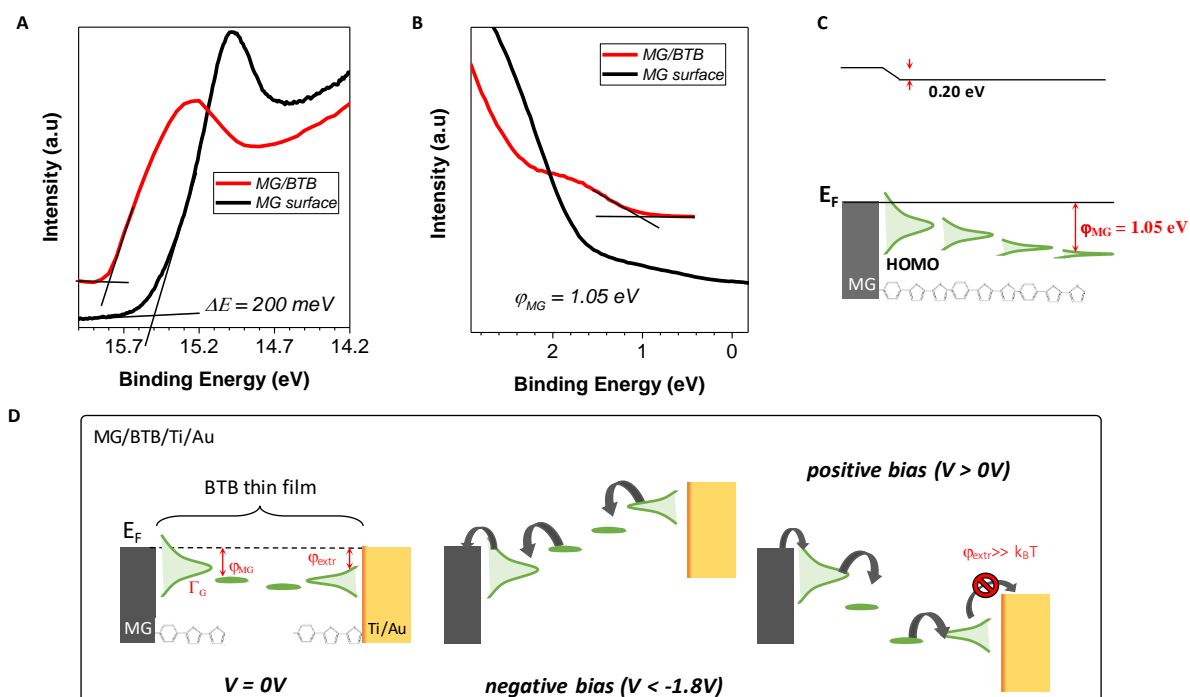 A
Intensity (a.u)
MG/BTB
MG surface
ΔE = 200 meV
15.7 15.2 14.7 14.2
Binding Energy (eV)
B
Intensity (a.u)
MG/BTB
MG surface
φMG = 1.05 eV
2 1 0
Binding Energy (eV)
C
0.20 eV
EF
φMG = 1.05 eV
HOMO
MG
D
MG/BTB/Ti/Au
BTB thin film
EF
φMG
φextr
ΓG
MG
Ti/Au
V = 0V
negative bias (V < -1.8V)
positive bias (V > 0V)
φextr>> kBT